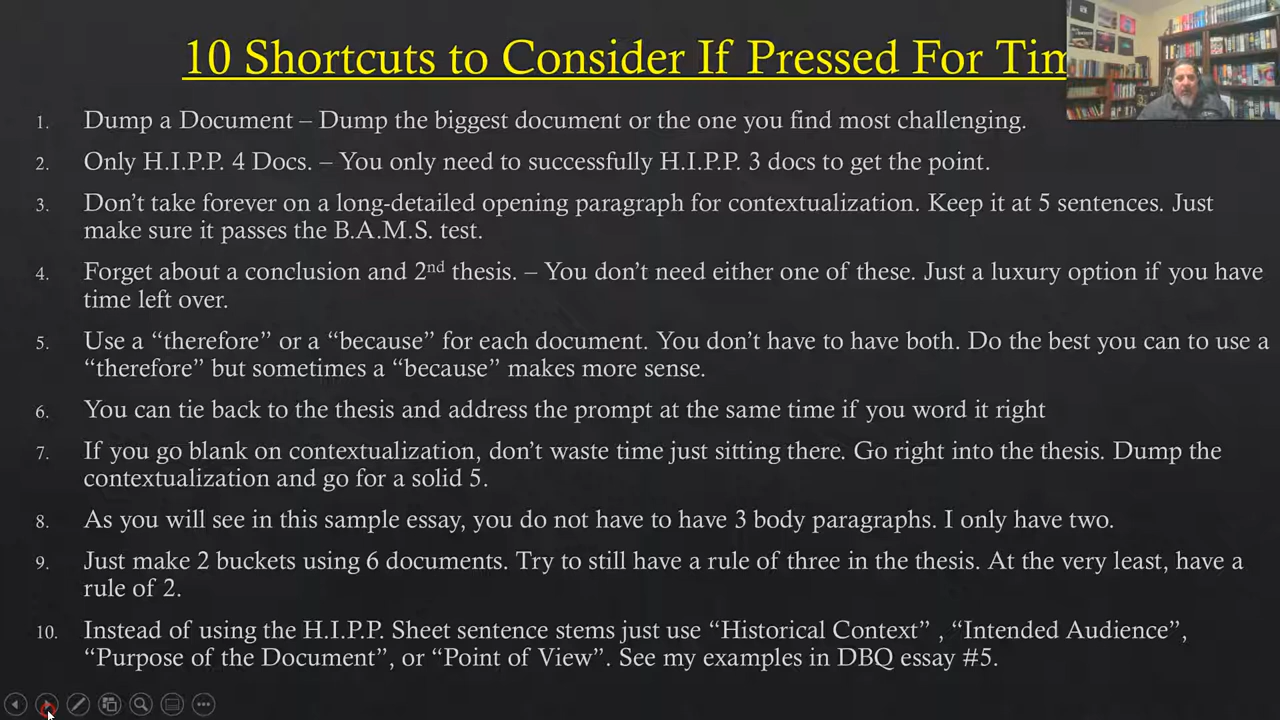 10 Shortcuts to Consider If Pressed For Tim
1. Dump a Document – Dump the biggest document or the one you find most challenging.
2. Only H.I.P.P. 4 Docs. – You only need to successfully H.I.P.P. 3 docs to get the point.
3. Don’t take forever on a long-detailed opening paragraph for contextualization. Keep it at 5 sentences. Just
make sure it passes the B.A.M.S. test.
4. Forget about a conclusion and 2nd thesis. – You don’t need either one of these. Just a luxury option if you have
time left over.
5. Use a “therefore” or a “because” for each document. You don’t have to have both. Do the best you can to use a
“therefore” but sometimes a “because” makes more sense.
6. You can tie back to the thesis and address the prompt at the same time if you word it right
7. If you go blank on contextualization, don’t waste time just sitting there. Go right into the thesis. Dump the
contextualization and go for a solid 5.
8. As you will see in this sample essay, you do not have to have 3 body paragraphs. I only have two.
9. Just make 2 buckets using 6 documents. Try to still have a rule of three in the thesis. At the very least, have a
rule of 2.
10. Instead of using the H.I.P.P. Sheet sentence stems just use “Historical Context” , “Intended Audience”,
“Purpose of the Document”, or “Point of View”. See my examples in DBQ essay #5.